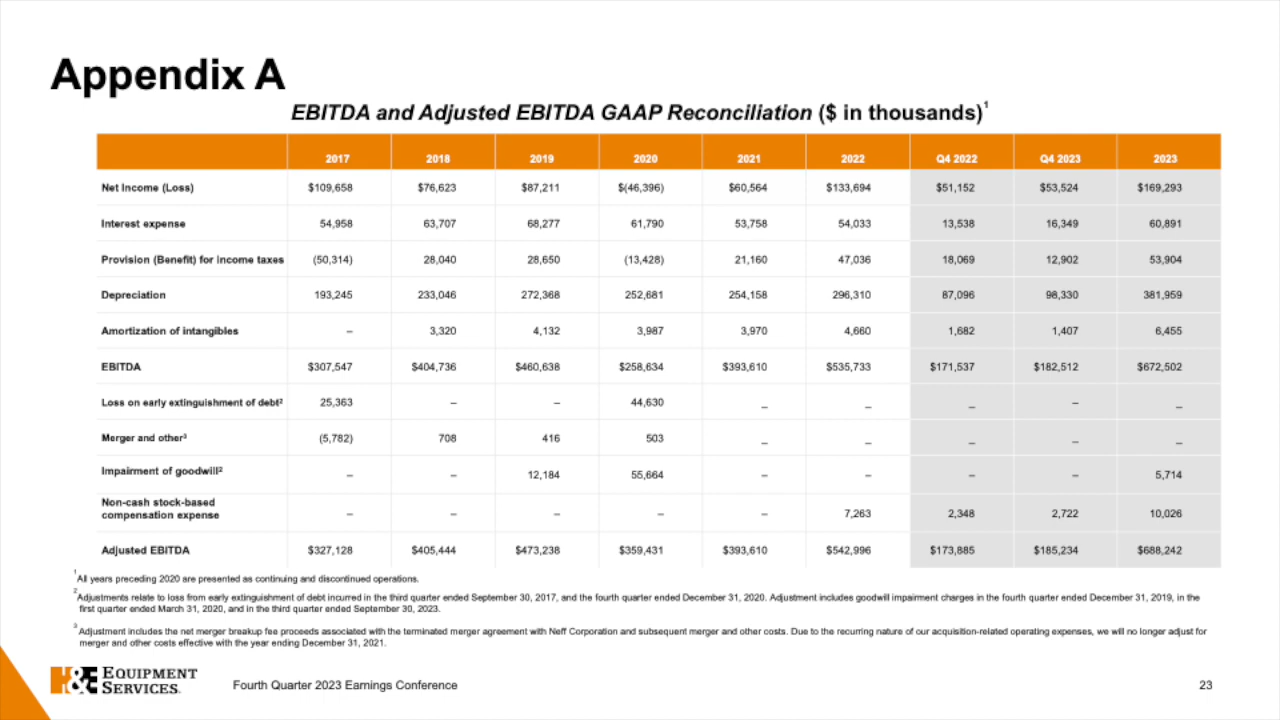 Appendix A
EBITDA and Adjusted EBITDA GAAP Reconciliation ($ in thousands)¹
2017 2018 2019 2020 2021 2022 Q4 2022 Q4 2023 2023
Net Income (Loss) $109,658 $76,623 $87,211 $(46,396) $60,564 $133,694 $51,152 $53,524 $169,293
Interest expense 54,958 63,707 68,277 61,790 53,758 54,033 13,538 16,349 60,891
Provision (Benefit) for income taxes (50,314) 28,040 28,650 (13,428) 21,160 47,036 18,069 12,902 53,904
Depreciation 193,245 233,046 272,368 252,681 254,158 296,310 87,096 98,330 381,959
Amortization of intangibles – 3,320 4,132 3,987 3,970 4,660 1,682 1,407 6,455
EBITDA $307,547 $404,736 $460,638 $258,634 $393,610 $535,733 $171,537 $182,512 $672,502
Loss on early extinguishment of debt² 25,363 – – 44,630 _ _ _ – _
Merger and other³ (5,782) 708 416 503 _ _ _ – _
Impairment of goodwill² – – 12,184 55,664 – – – – 5,714
Non-cash stock-based
compensation expense – – – – – 7,263 2,348 2,722 10,026
Adjusted EBITDA $327,128 $405,444 $473,238 $359,431 $393,610 $542,996 $173,885 $185,234 $688,242
¹All years preceding 2020 are presented as continuing and discontinued operations.
²Adjustments relate to loss from early extinguishment of debt incurred in the third quarter ended September 30, 2017, and the fourth quarter ended December 31, 2020. Adjustment includes goodwill impairment charges in the fourth quarter ended December 31, 2019, in the
first quarter ended March 31, 2020, and in the third quarter ended September 30, 2023.
³ Adjustment includes the net merger breakup fee proceeds associated with the terminated merger agreement with Neff Corporation and subsequent merger and other costs. Due to the recurring nature of our acquisition-related operating expenses, we will no longer adjust for
merger and other costs effective with the year ending December 31, 2021.
H&E EQUIPMENT
SERVICES.
Fourth Quarter 2023 Earnings Conference
23